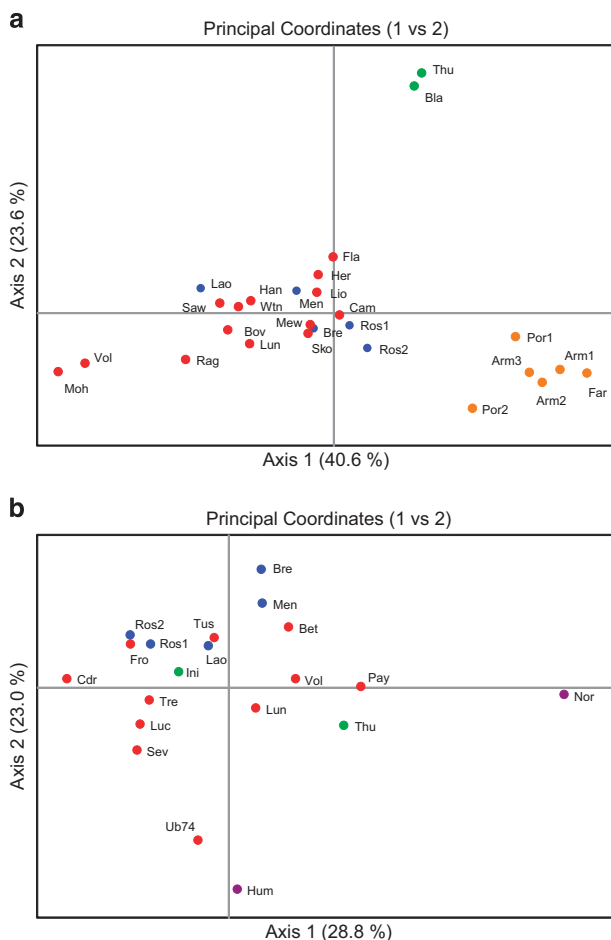 a
Principal Coordinates (1 vs 2)
Thu
Bla
Fla
Her
Lao
Han
Men
Lio
Saw
Wtn
Cam
Mew
Bre
Ros1
Bov
Lun
Sko
Ros2
Por1
Vol
Rag
Arm3
Arm1
Moh
Far
Arm2
Por2
Axis 2 (23.6 %)
Axis 1 (40.6 %)
b
Principal Coordinates (1 vs 2)
Bre
Men
Ros2
Tus
Bet
Ros1
Fro
Lao
Ini
Cdr
Vol
Pay
Nor
Tre
Lun
Luc
Thu
Sev
Ub74
Hum
Axis 2 (23.0 %)
Axis 1 (28.8 %)